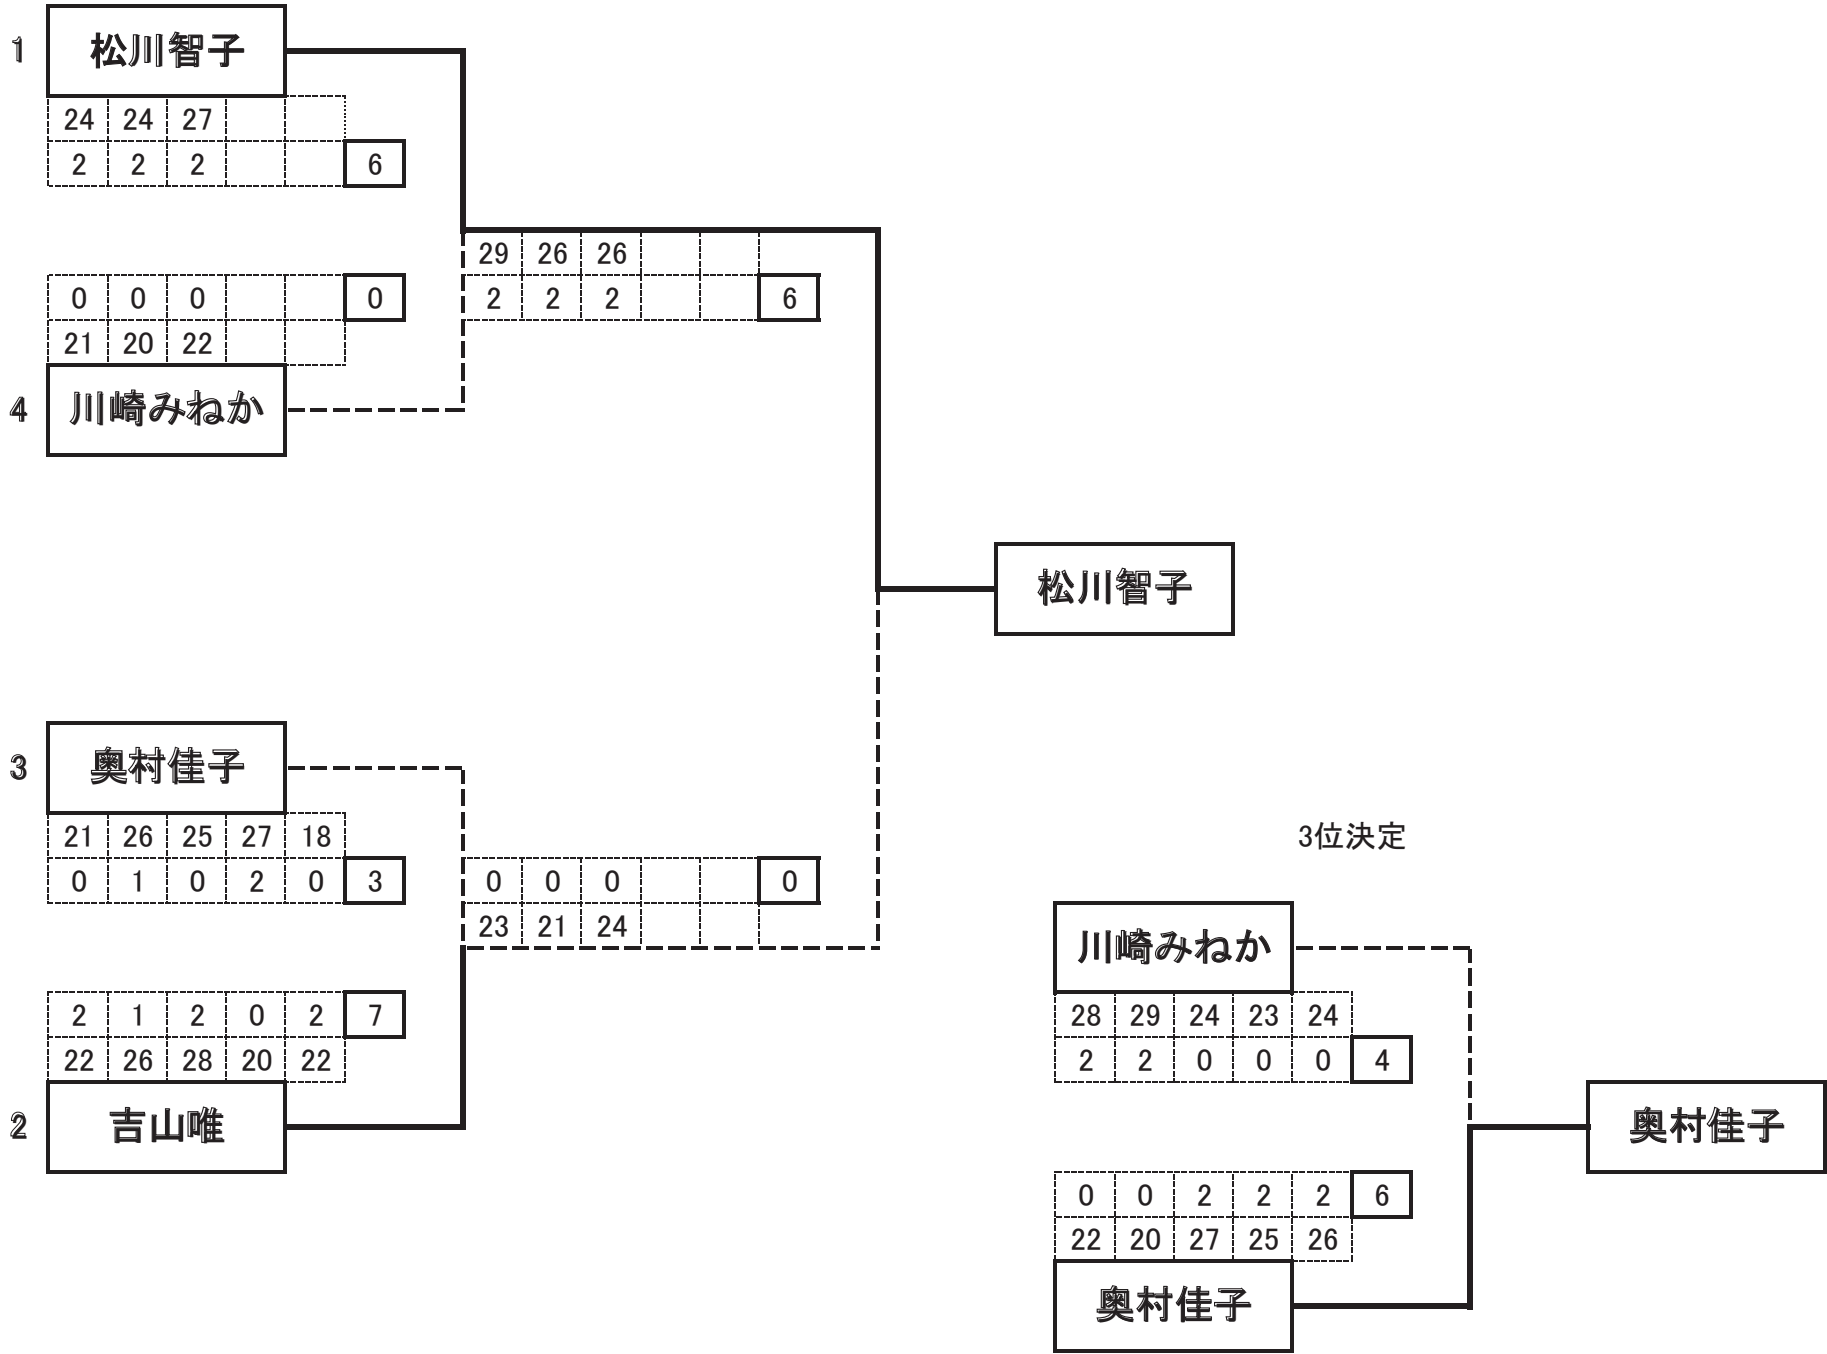 1 松川智子
24 24 27
2 2 2 6
0 0 0 0
21 20 22
4 川崎みねか
29 26 26
2 2 2 6
松川智子
3 奥村佳子
21 26 25 27 18
0 1 0 2 0 3
2 1 2 0 2 7
22 26 28 20 22
2 吉山唯
0 0 0 0
23 21 24
3位決定
川崎みねか
28 29 24 23 24
2 2 0 0 0 4
0 0 2 2 2 6
22 20 27 25 26
奥村佳子
奥村佳子